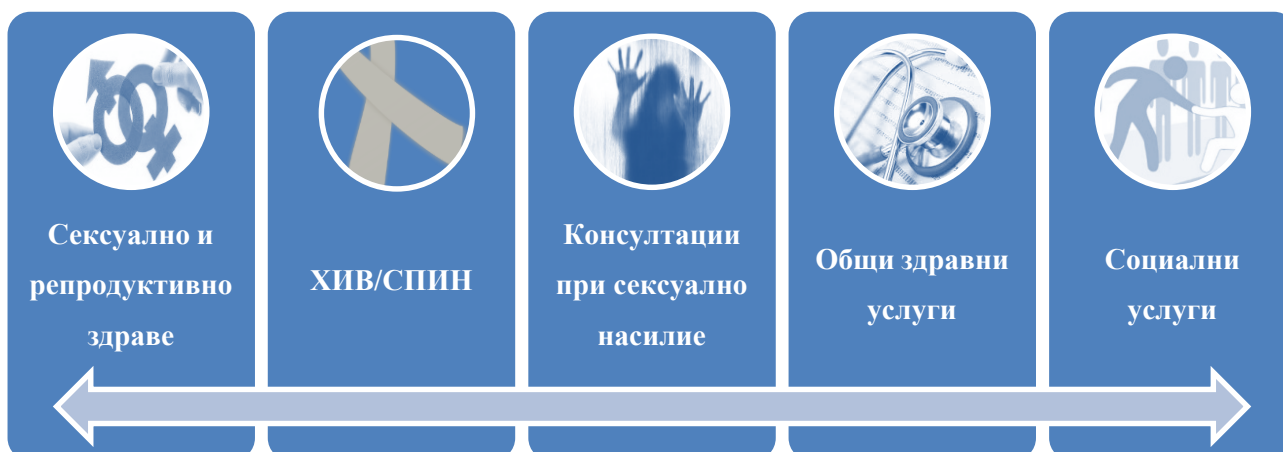 Сексуално и
репродуктивно
здраве
ХИВ/СПИН
Консултации
при сексуално
насилие
Общи здравни
услуги
Социални
услуги